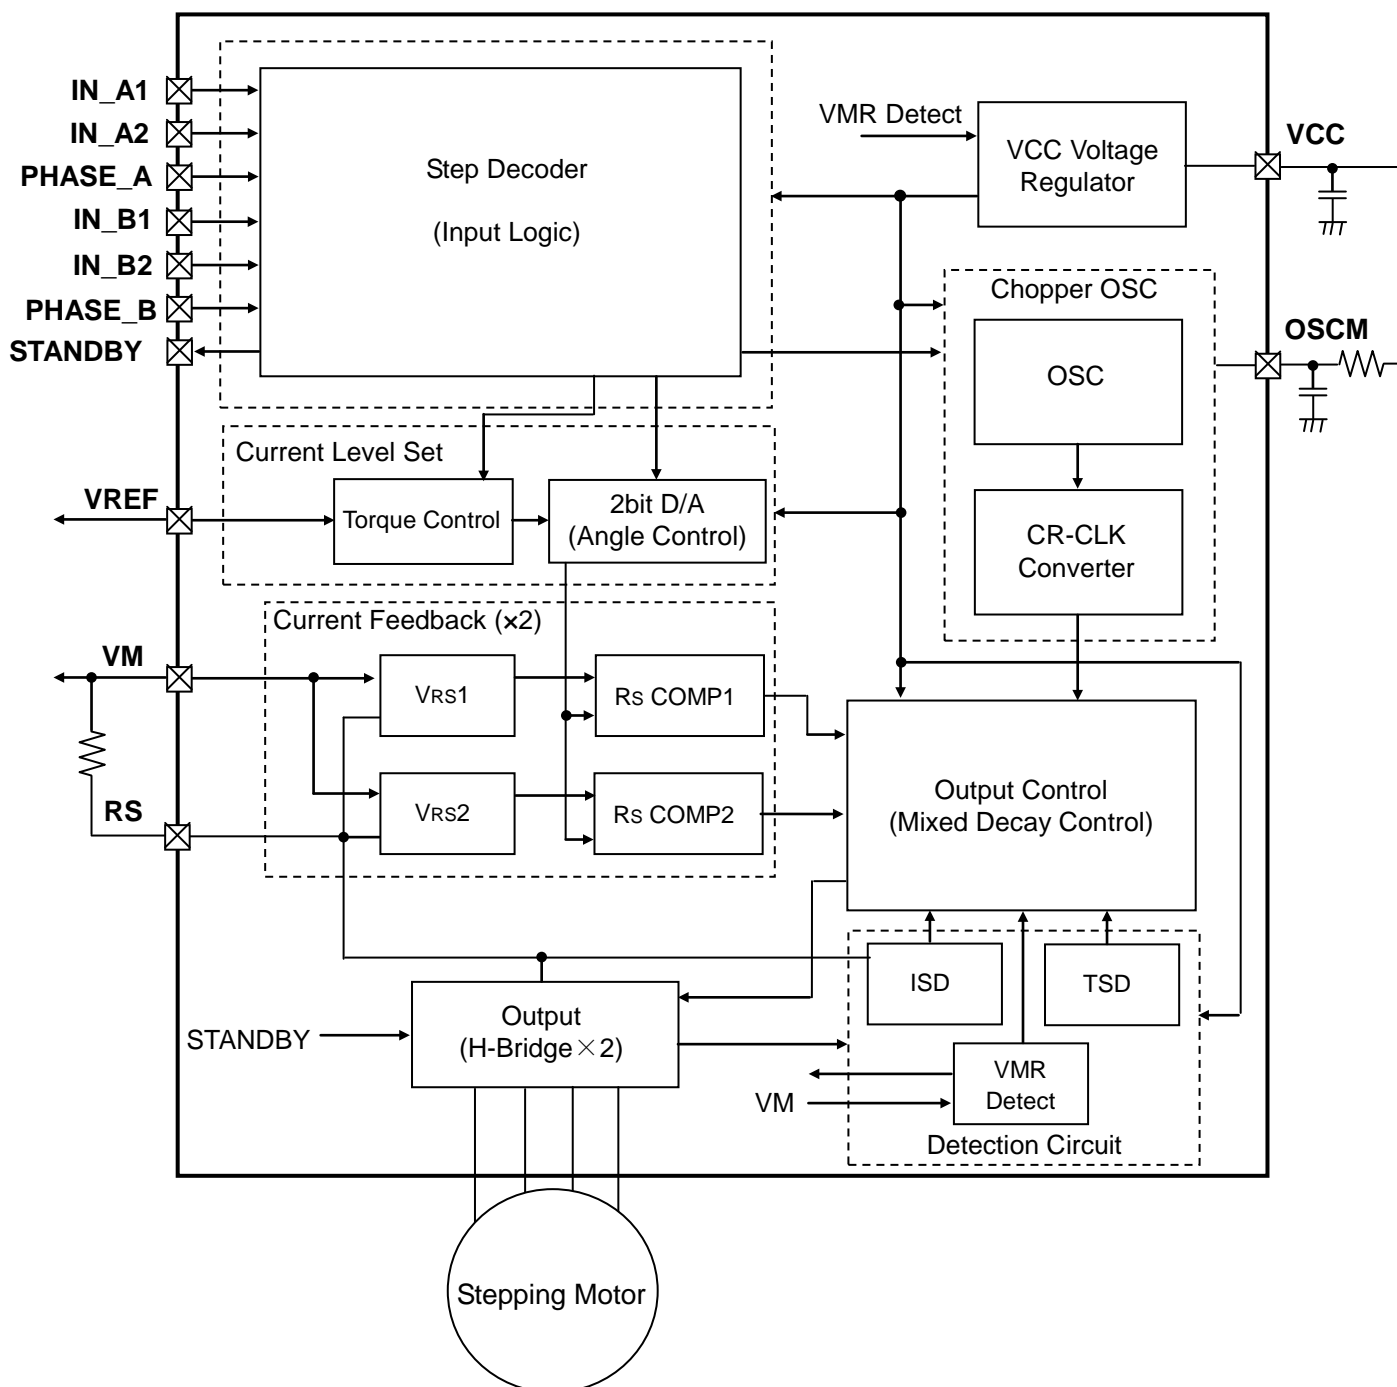 IN_A1
IN_A2
PHASE_A
IN_B1
IN_B2
PHASE_B
STANDBY
Step Decoder
(Input Logic)
VMR Detect
VCC Voltage
Regulator
VCC
Chopper OSC
OSC
CR-CLK
Converter
OSCM
Current Level Set
VREF
Torque Control
2bit D/A
(Angle Control)
Current Feedback (×2)
VM
VRS1
RS COMP1
RS
VRS2
RS COMP2
Output Control
(Mixed Decay Control)
STANDBY
Output
(H-Bridge×2)
ISD
TSD
VM
VMR
Detect
Detection Circuit
Stepping Motor